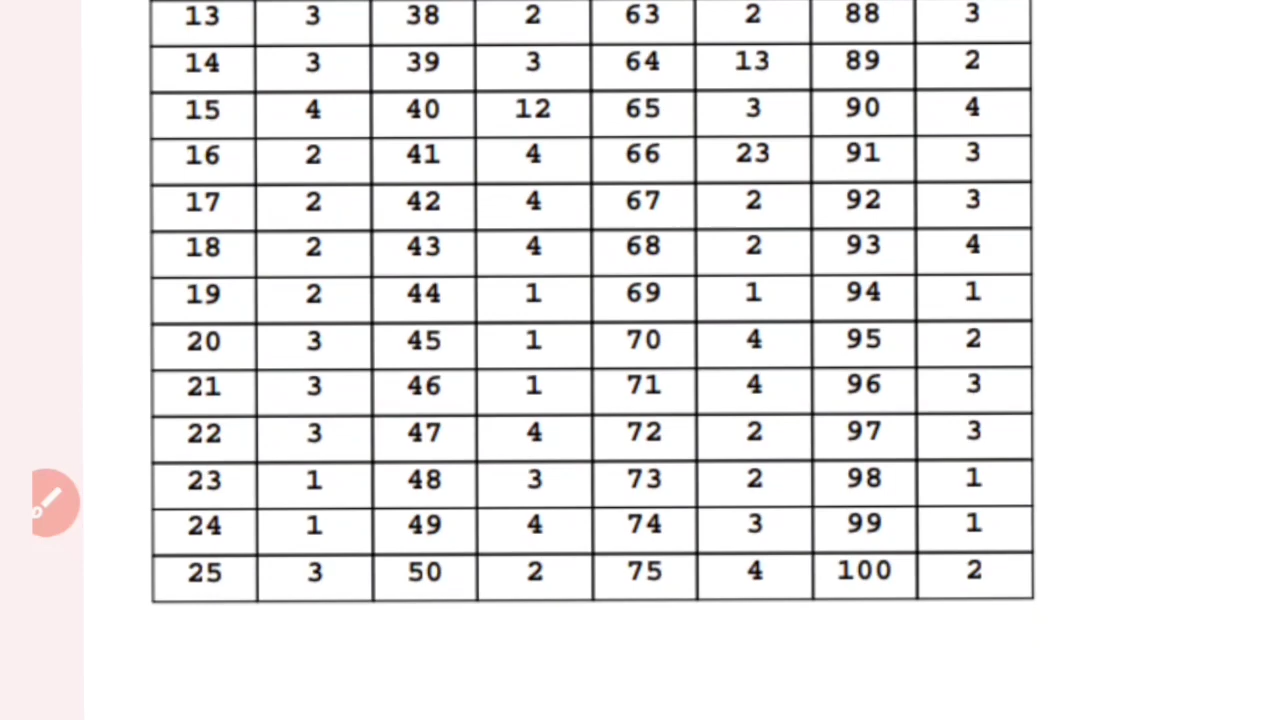 13 3 38 2 63 2 88 3
14 3 39 3 64 13 89 2
15 4 40 12 65 3 90 4
16 2 41 4 66 23 91 3
17 2 42 4 67 2 92 3
18 2 43 4 68 2 93 4
19 2 44 1 69 1 94 1
20 3 45 1 70 4 95 2
21 3 46 1 71 4 96 3
22 3 47 4 72 2 97 3
23 1 48 3 73 2 98 1
24 1 49 4 74 3 99 1
25 3 50 2 75 4 100 2